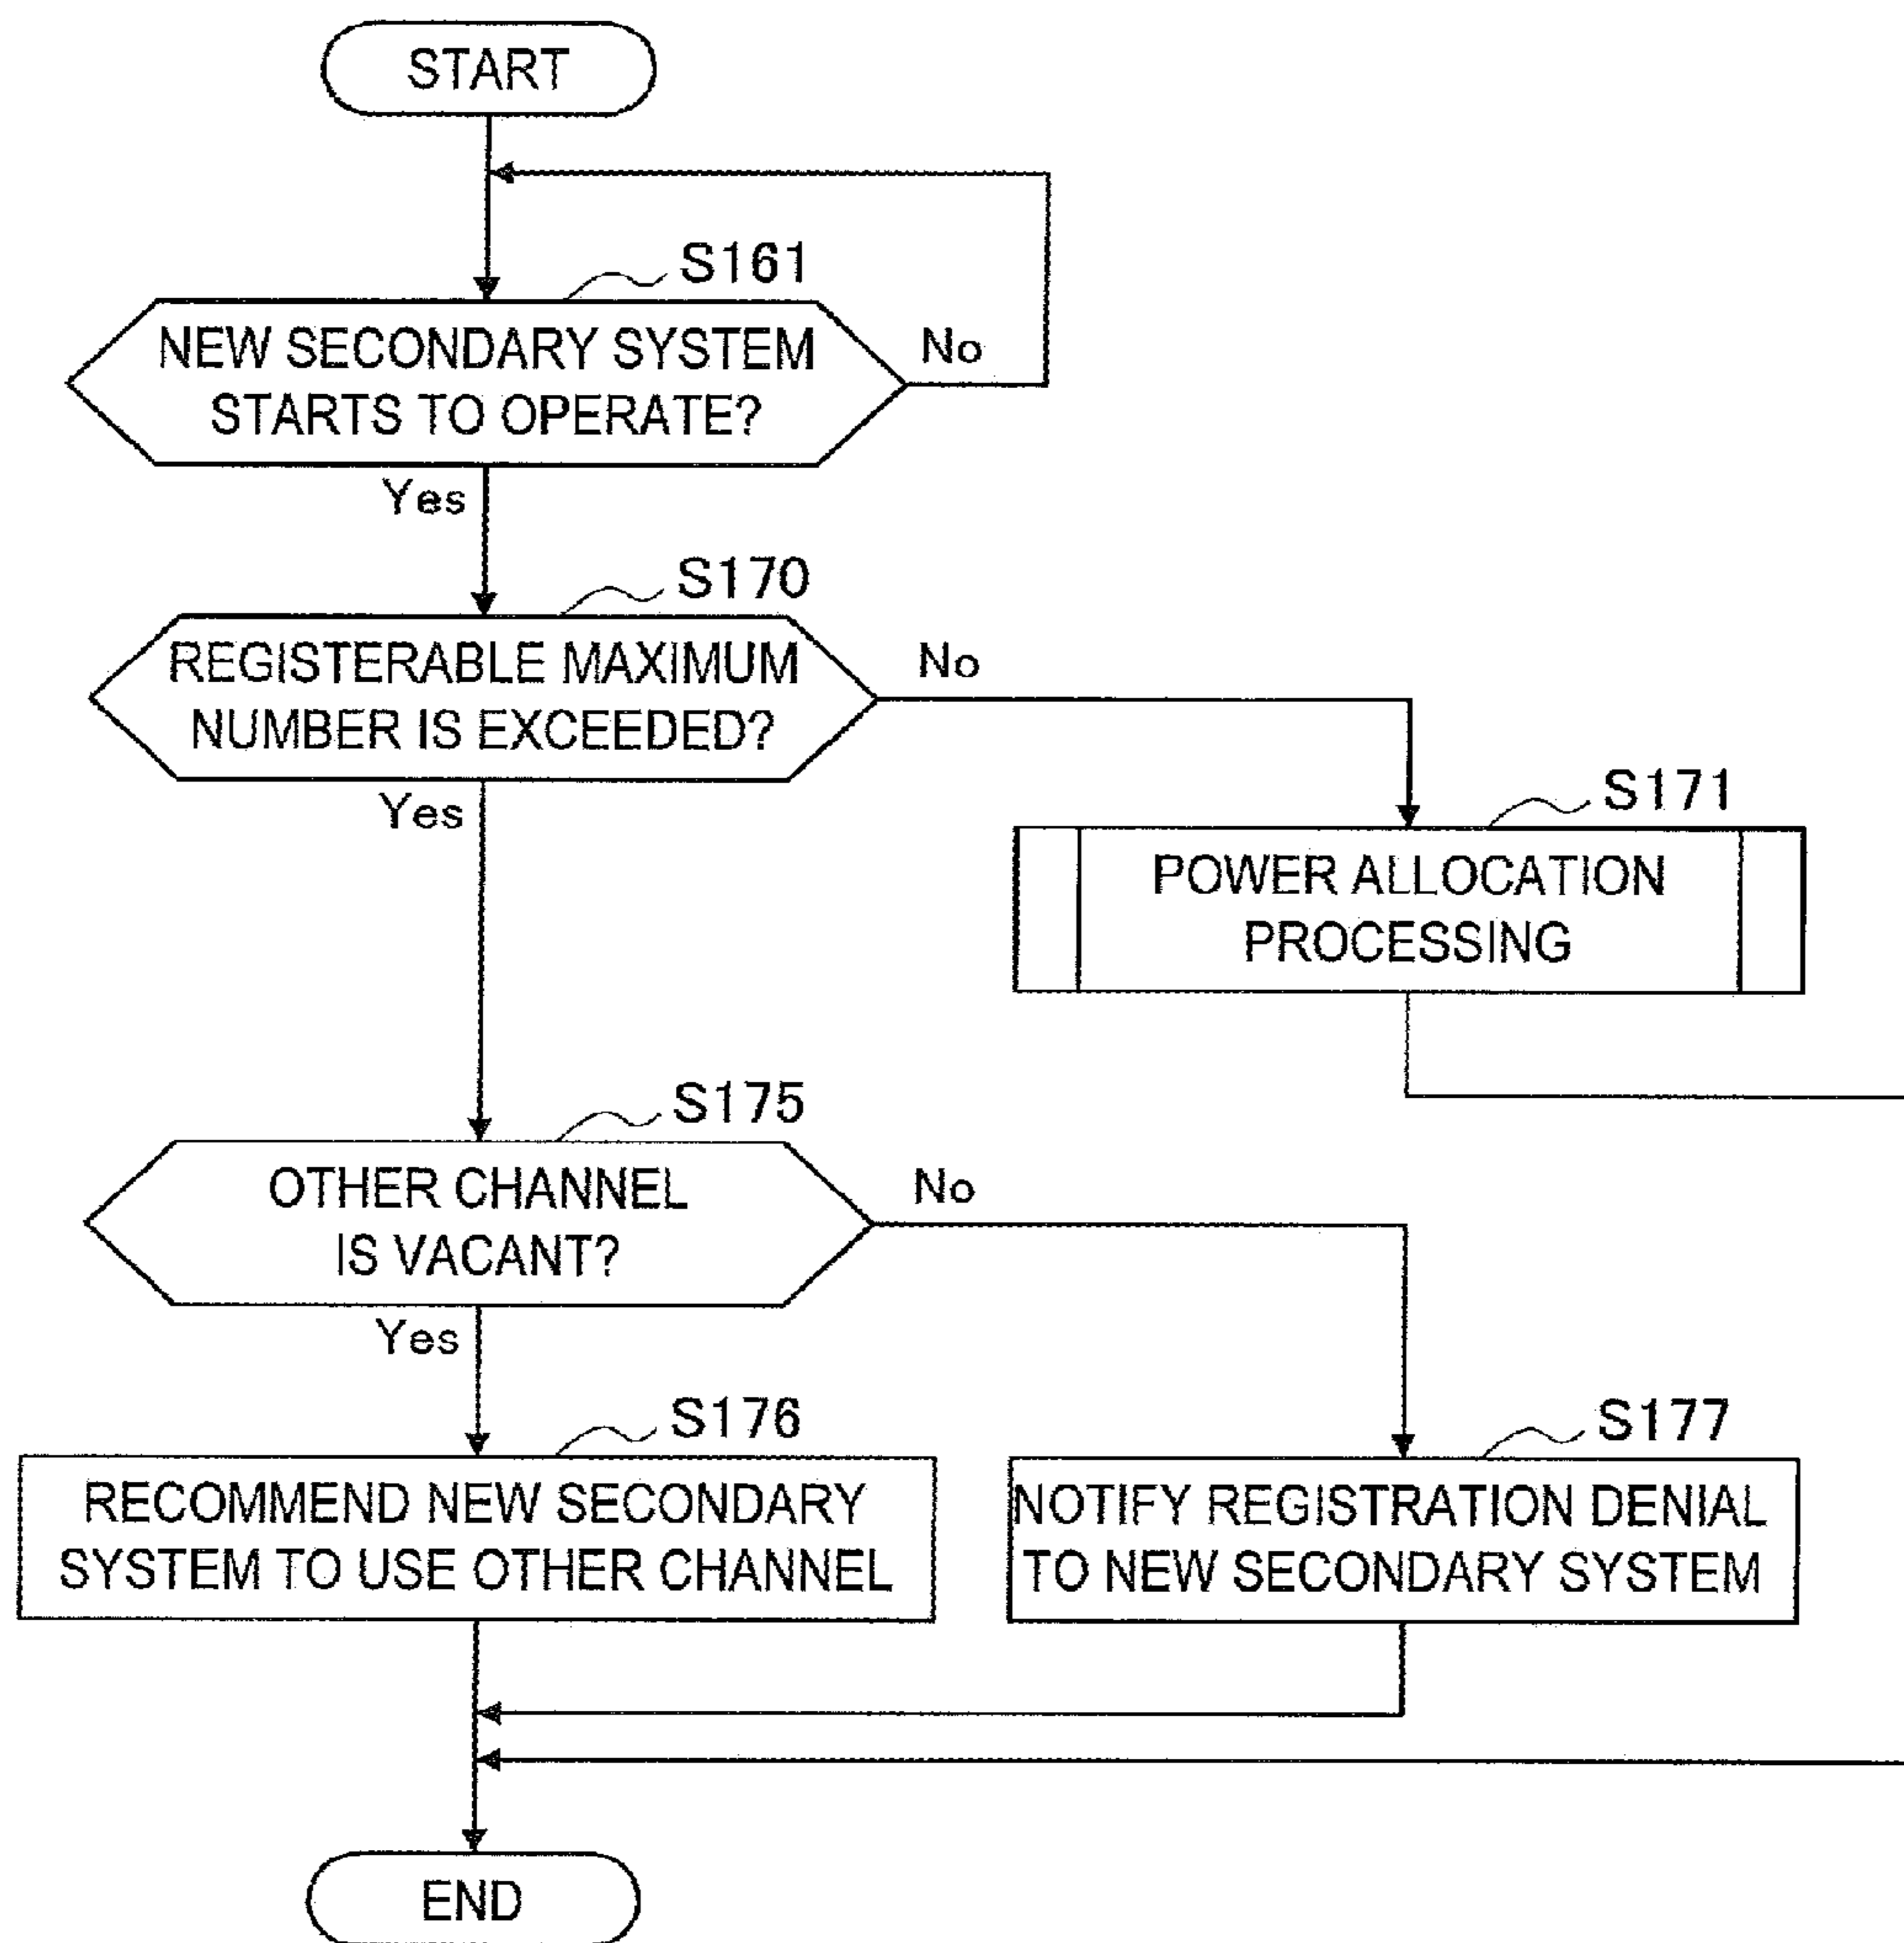 START
S161
NEW SECONDARY SYSTEM
STARTS TO OPERATE?
No
Yes
S170
REGISTERABLE MAXIMUM
NUMBER IS EXCEEDED?
No
Yes
S171
POWER ALLOCATION
PROCESSING
S175
OTHER CHANNEL
IS VACANT?
No
Yes
S176
RECOMMEND NEW SECONDARY
SYSTEM TO USE OTHER CHANNEL
S177
NOTIFY REGISTRATION DENIAL
TO NEW SECONDARY SYSTEM
END